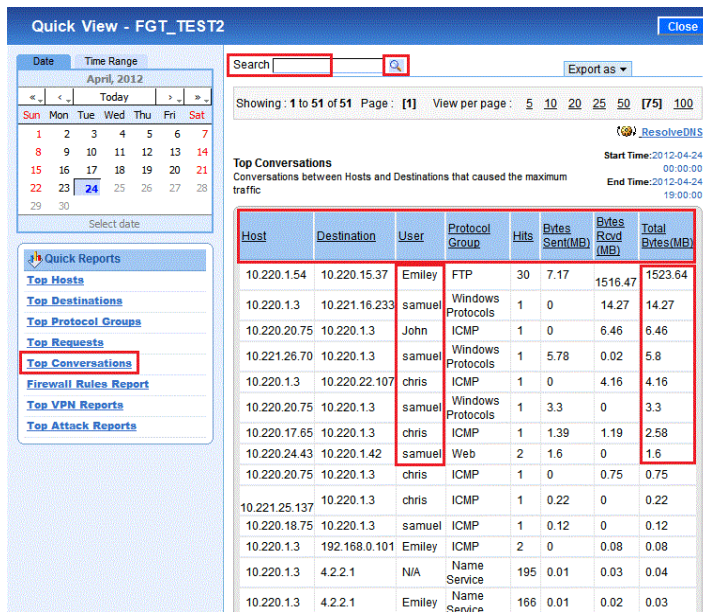 Quick View - FGT_TEST2
Close
Date Time Range
April, 2012
« ‹ Today › »
Sun Mon Tue Wed Thu Fri Sat
1 2 3 4 5 6 7
8 9 10 11 12 13 14
15 16 17 18 19 20 21
22 23 24 25 26 27 28
29 30
Select date
Quick Reports
Top Hosts
Top Destinations
Top Protocol Groups
Top Requests
Top Conversations
Firewall Rules Report
Top VPN Reports
Top Attack Reports
Search
Export as
Showing : 1 to 51 of 51 Page : [1] View per page : 5 10 20 25 50 [75] 100
ResolveDNS
Top Conversations
Conversations between Hosts and Destinations that caused the maximum
traffic
Start Time:2012-04-24
00:00:00
End Time:2012-04-24
19:00:00
Host Destination User Protocol Group Hits Bytes Sent(MB) Bytes Rcvd (MB) Total Bytes(MB)
10.220.1.54 10.220.15.37 Emiley FTP 30 7.17 1516.47 1523.64
10.220.1.3 10.221.16.233 samuel Windows Protocols 1 0 14.27 14.27
10.220.20.75 10.220.1.3 John ICMP 1 0 6.46 6.46
10.221.26.70 10.220.1.3 samuel Windows Protocols 1 5.78 0.02 5.8
10.220.1.3 10.220.22.107 chris ICMP 1 0 4.16 4.16
10.220.20.75 10.220.1.3 samuel Windows Protocols 1 3.3 0 3.3
10.220.17.65 10.220.1.3 chris ICMP 1 1.39 1.19 2.58
10.220.24.43 10.220.1.42 samuel Web 2 1.6 0 1.6
10.220.20.75 10.220.1.3 chris ICMP 1 0 0.75 0.75
10.221.25.137 10.220.1.3 chris ICMP 1 0.22 0 0.22
10.220.18.75 10.220.1.3 samuel ICMP 1 0.12 0 0.12
10.220.1.3 192.168.0.101 Emiley ICMP 2 0 0.08 0.08
10.220.1.3 4.2.2.1 N/A Name Service 195 0.01 0.03 0.04
10.220.1.3 4.2.2.1 Emiley Name Service 166 0.01 0.02 0.03